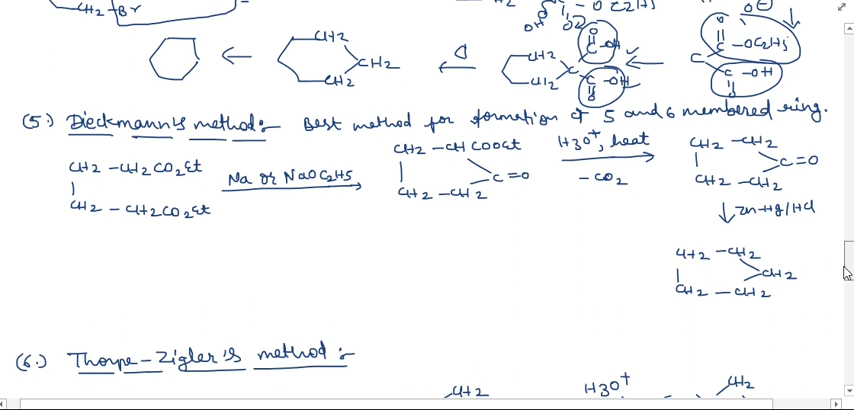 CH2-Br
CH2
CH2
CH2
Δ
CH2
CH2
C
C-OH
O
C-OH
O
C
C-OC2H5
O
C-OH
O
(5.) Dieckmann's method:- Best method for formation of 5 and 6 membered ring.
CH2-CH2CO2Et
CH2-CH2CO2Et
Na or NaOC2H5
CH2-CHCOOEt
C=O
CH2-CH2
H3O+, heat
-CO2
CH2-CH2
C=O
CH2-CH2
Zn-Hg/HCl
CH2-CH2
CH2
CH2-CH2
(6.) Thorpe-Zigler's method:-
CH2
H3O+
CH2